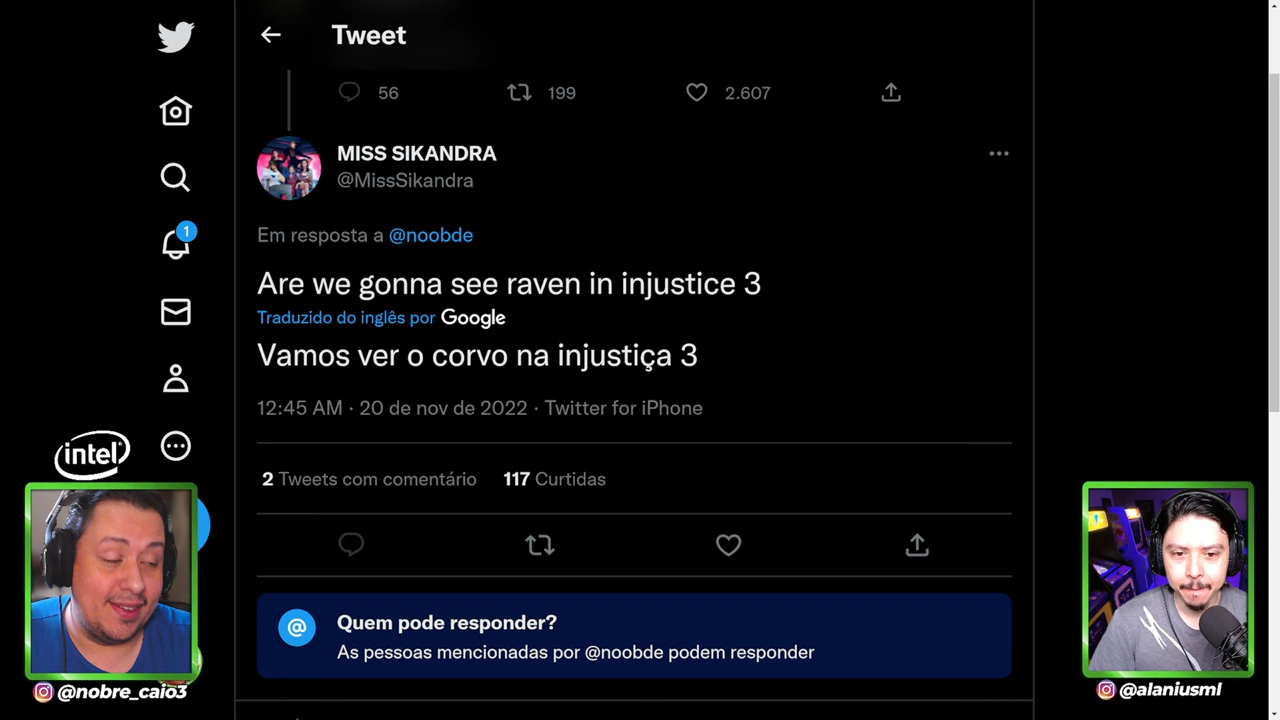 Tweet
56 199 2.607
MISS SIKANDRA
@MissSikandra
Em resposta a @noobde
Are we gonna see raven in injustice 3
Traduzido do inglês por Google
Vamos ver o corvo na injustiça 3
12:45 AM · 20 de nov de 2022 · Twitter for iPhone
2 Tweets com comentário 117 Curtidas
Quem pode responder?
As pessoas mencionadas por @noobde podem responder
1
intel
@nobre_caio3
@alaniusml